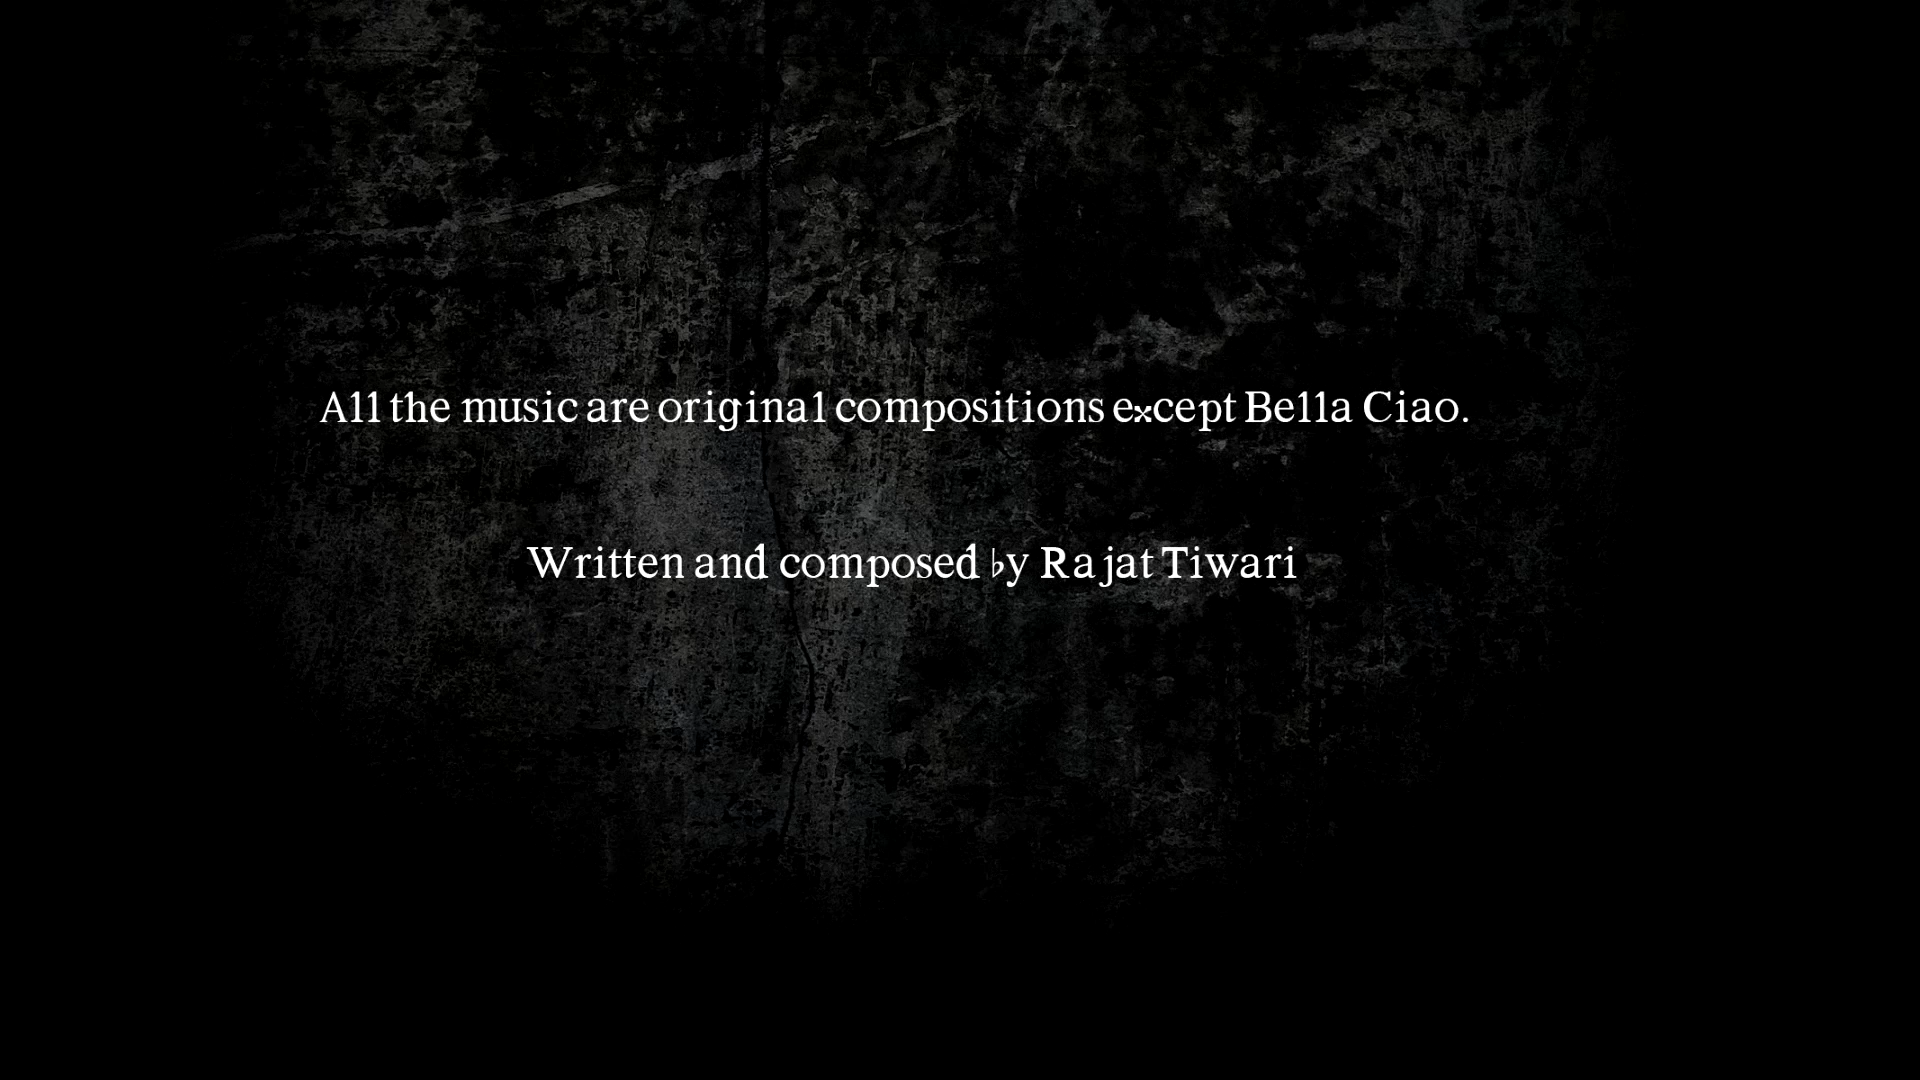 All the music are original compositions except Bella Ciao.
Written and composed by Rajat Tiwari